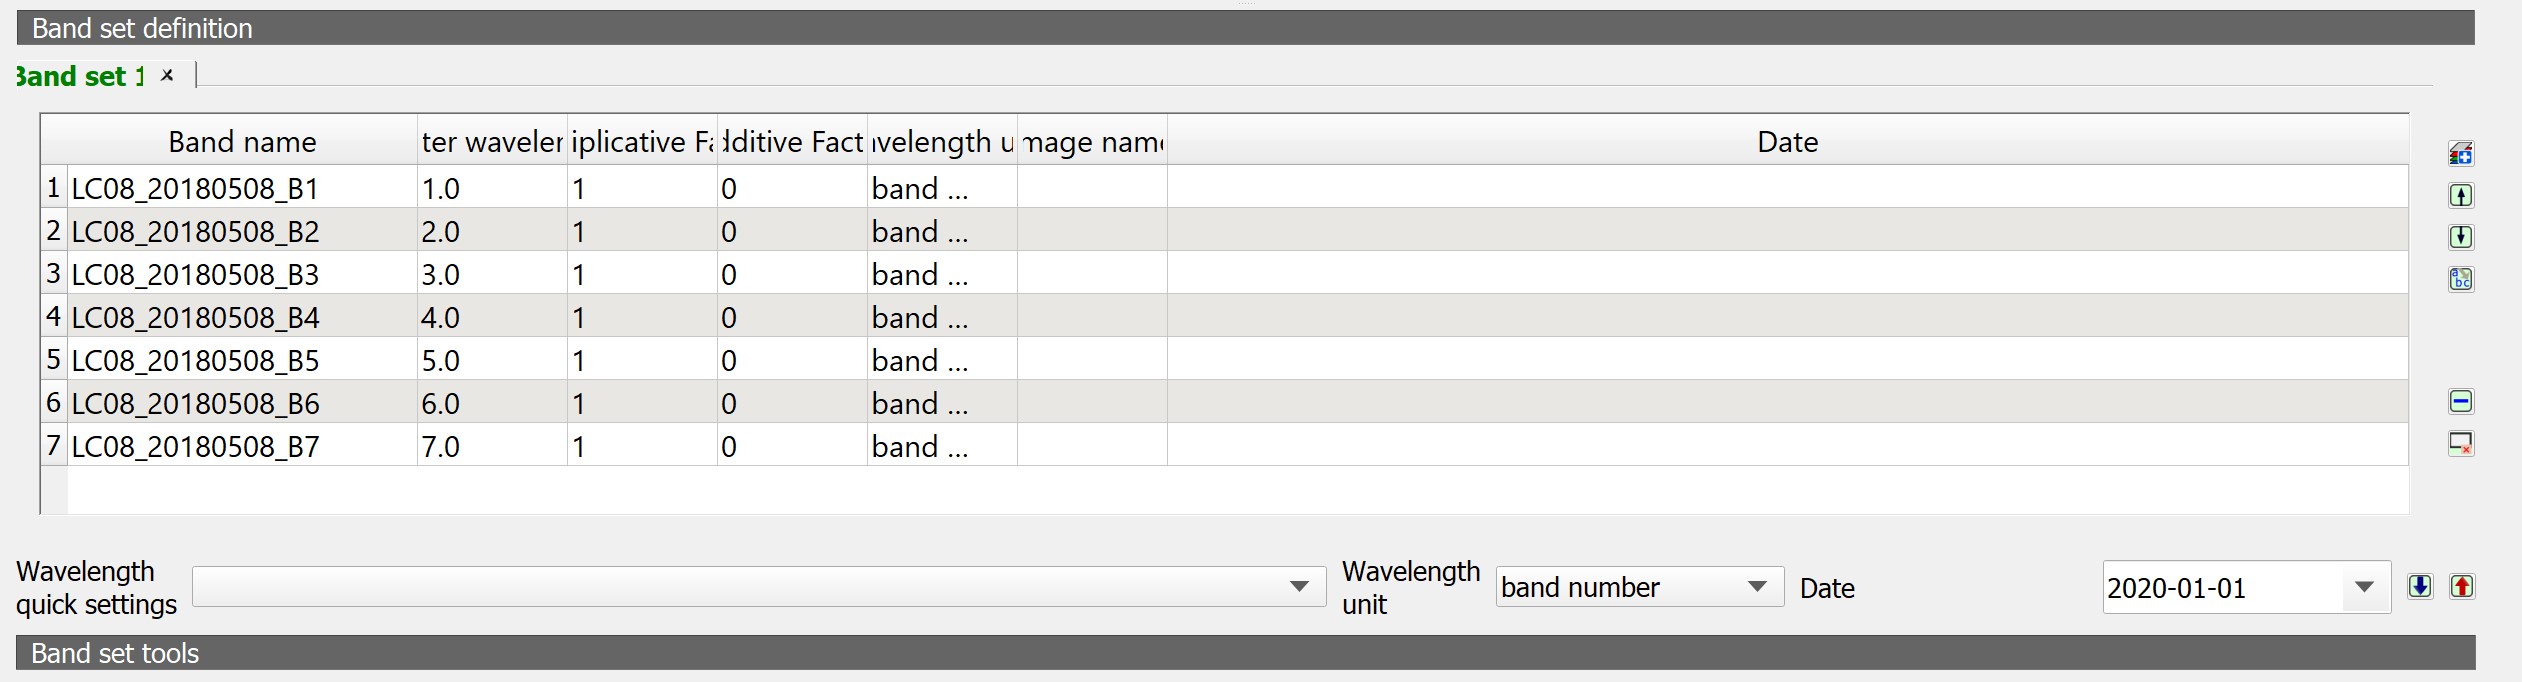 Band set definition
Band set 1
Band name ter waveler iplicative Fa dditive Fact avelength u mage name Date
1 LC08_20180508_B1 1.0 1 0 band ...
2 LC08_20180508_B2 2.0 1 0 band ...
3 LC08_20180508_B3 3.0 1 0 band ...
4 LC08_20180508_B4 4.0 1 0 band ...
5 LC08_20180508_B5 5.0 1 0 band ...
6 LC08_20180508_B6 6.0 1 0 band ...
7 LC08_20180508_B7 7.0 1 0 band ...
Wavelength
quick settings
Wavelength
unit
band number
Date
2020-01-01
Band set tools